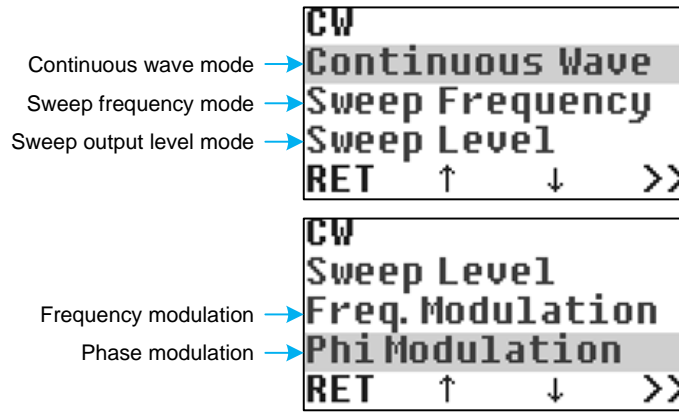 CW
Continuous wave mode Continuous Wave
Sweep frequency mode Sweep Frequency
Sweep output level mode Sweep Level
RET ↑ ↓ >>
CW
Sweep Level
Frequency modulation Freq. Modulation
Phase modulation Phi Modulation
RET ↑ ↓ >>